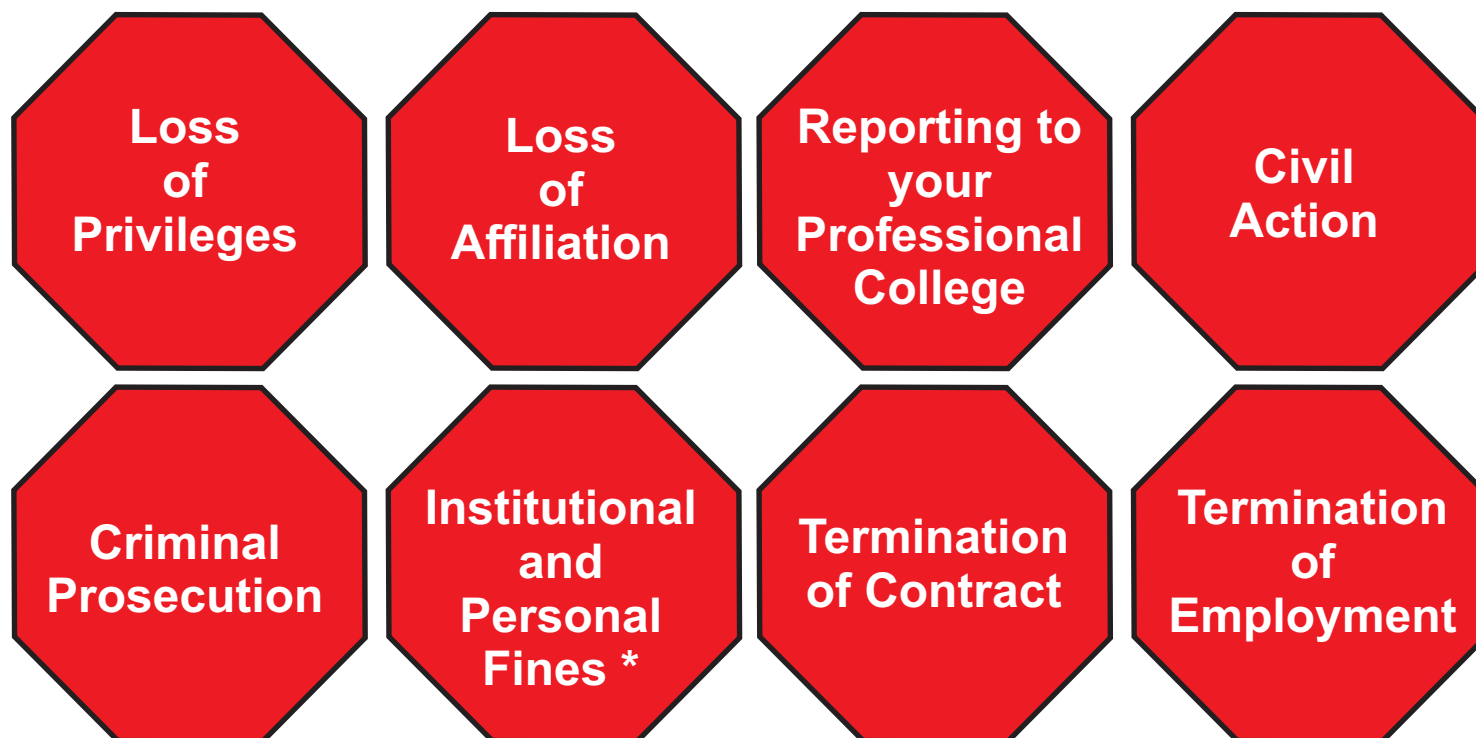 Loss
of
Privileges
Loss
of
Affiliation
Reporting to
your
Professional
College
Civil
Action
Criminal
Prosecution
Institutional
and
Personal
Fines *
Termination
of Contract
Termination
of
Employment